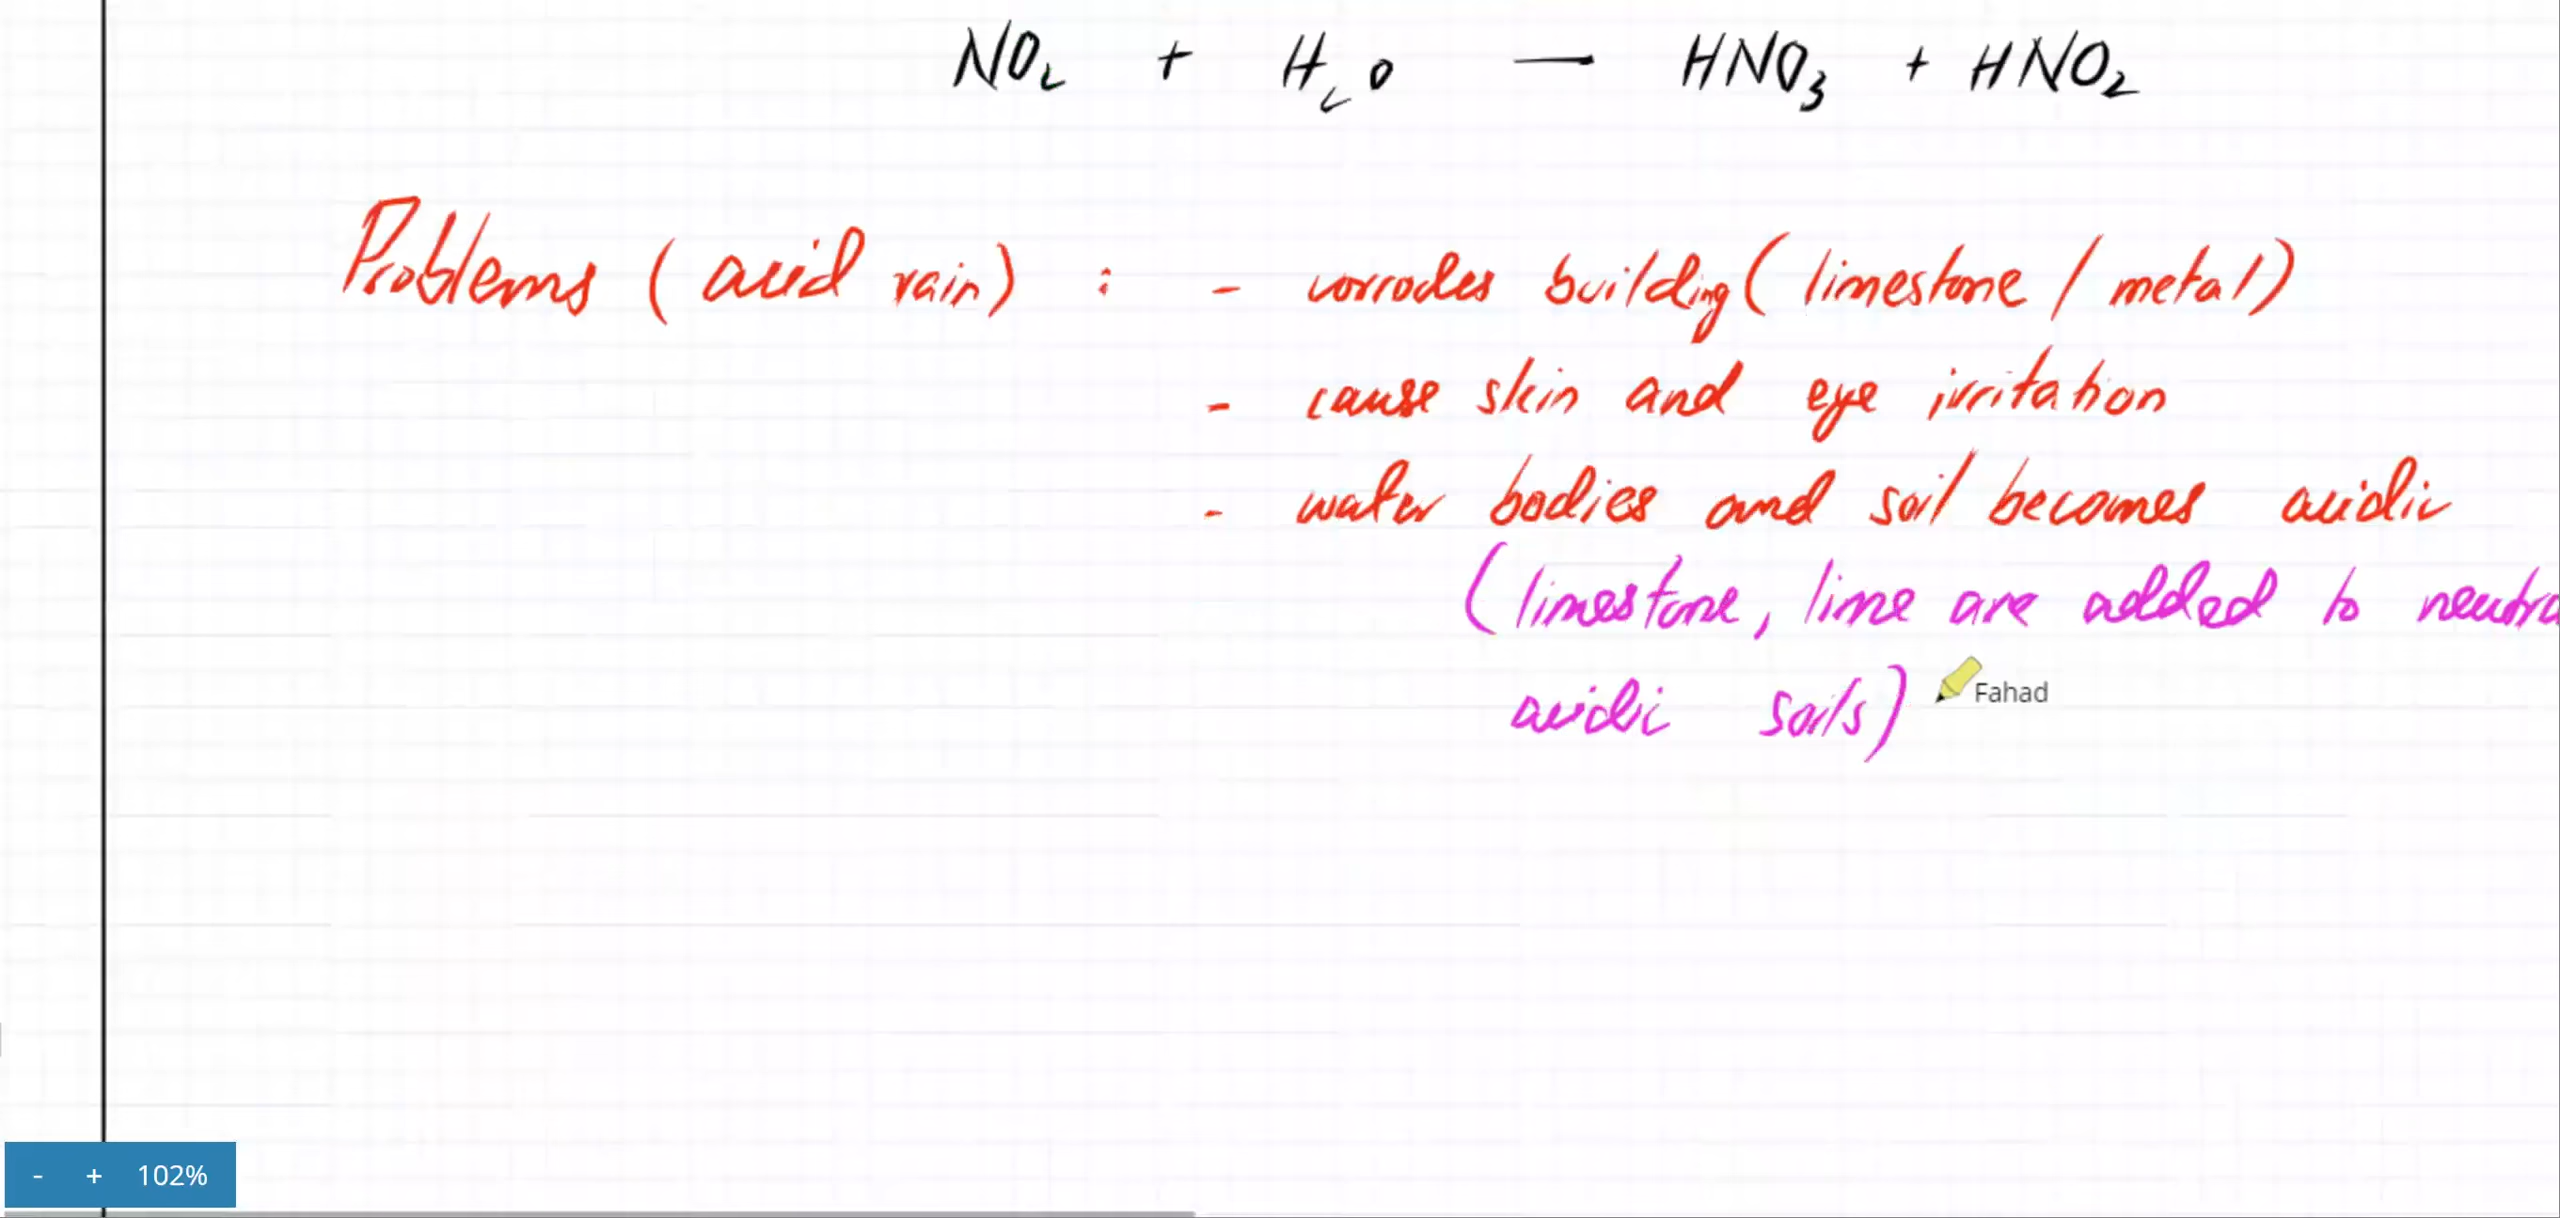 NO₂ + H₂O — HNO₃ + HNO₂
Problems (acid rain) : - corrodes building (limestone / metal)
- cause skin and eye irritation
- water bodies and soil becomes acidic
(limestone, lime are added to neutra
acidic soils)
Fahad
- + 102%